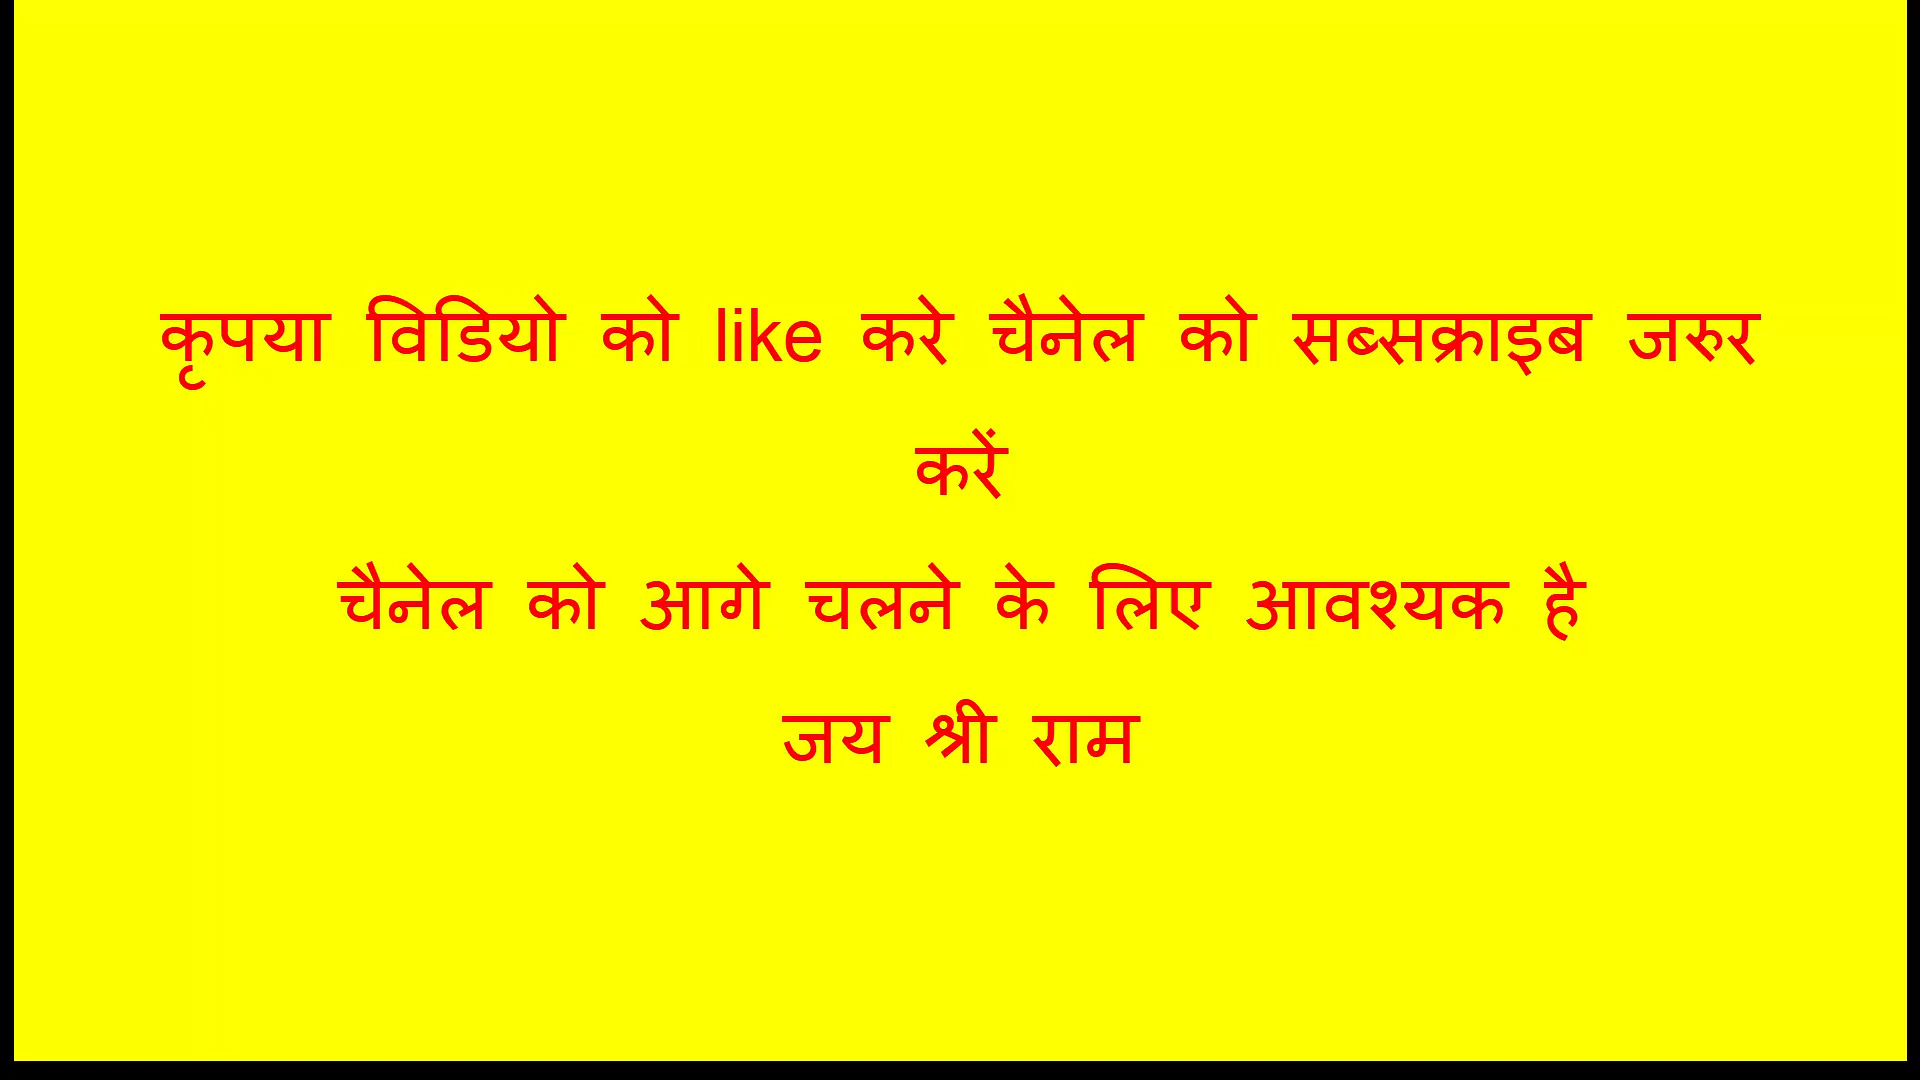 कृपया विडियो को like करे चैनेल को सब्सक्राइब जरुर
करें
चैनेल को आगे चलने के लिए आवश्यक है
जय श्री राम